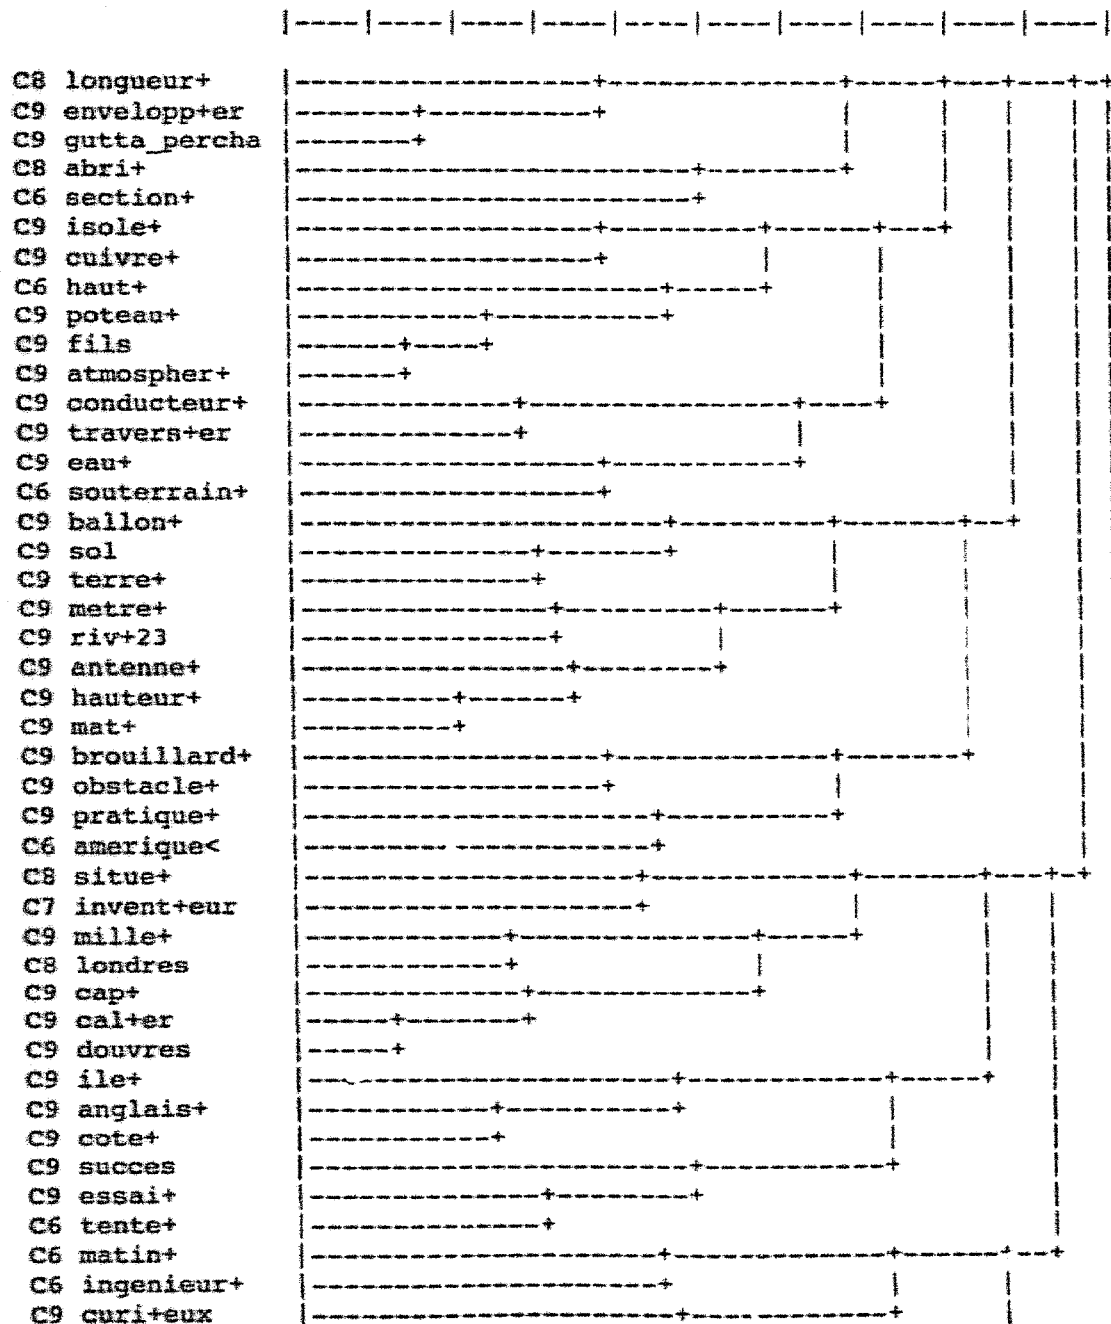 C8 longueur+
C9 envelopp+er
C9 gutta_percha
C8 abri+
C6 section+
C9 isole+
C9 cuivre+
C6 haut+
C9 poteau+
C9 fils
C9 atmospher+
C9 conducteur+
C9 travers+er
C9 eau+
C6 souterrain+
C9 ballon+
C9 sol
C9 terre+
C9 metre+
C9 riv+23
C9 antenne+
C9 hauteur+
C9 mat+
C9 brouillard+
C9 obstacle+
C9 pratique+
C6 amerique<
C8 situe+
C7 invent+eur
C9 mille+
C8 londres
C9 cap+
C9 cal+er
C9 douvres
C9 ile+
C9 anglais+
C9 cote+
C9 succes
C9 essai+
C6 tente+
C6 matin+
C6 ingenieur+
C9 curi+eux